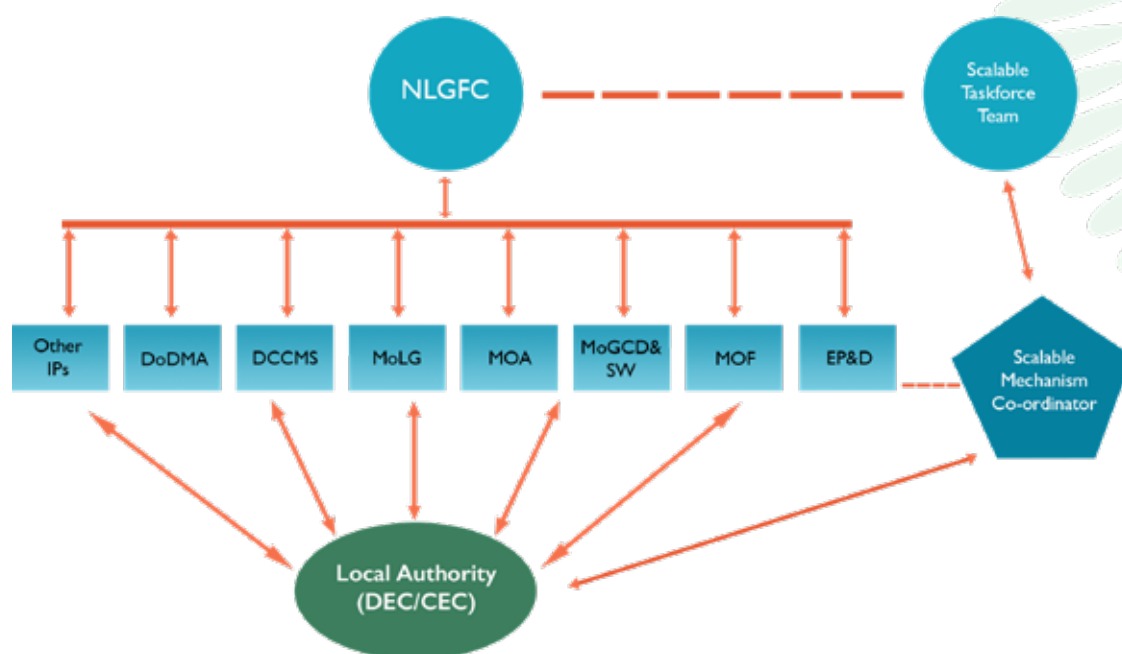 NLGFC
Scalable
Taskforce
Team
Other
IPs
DoDMA
DCCMS
MoLG
MOA
MoGCD&
SW
MOF
EP&D
Scalable
Mechanism
Co-ordinator
Local Authority
(DEC/CEC)